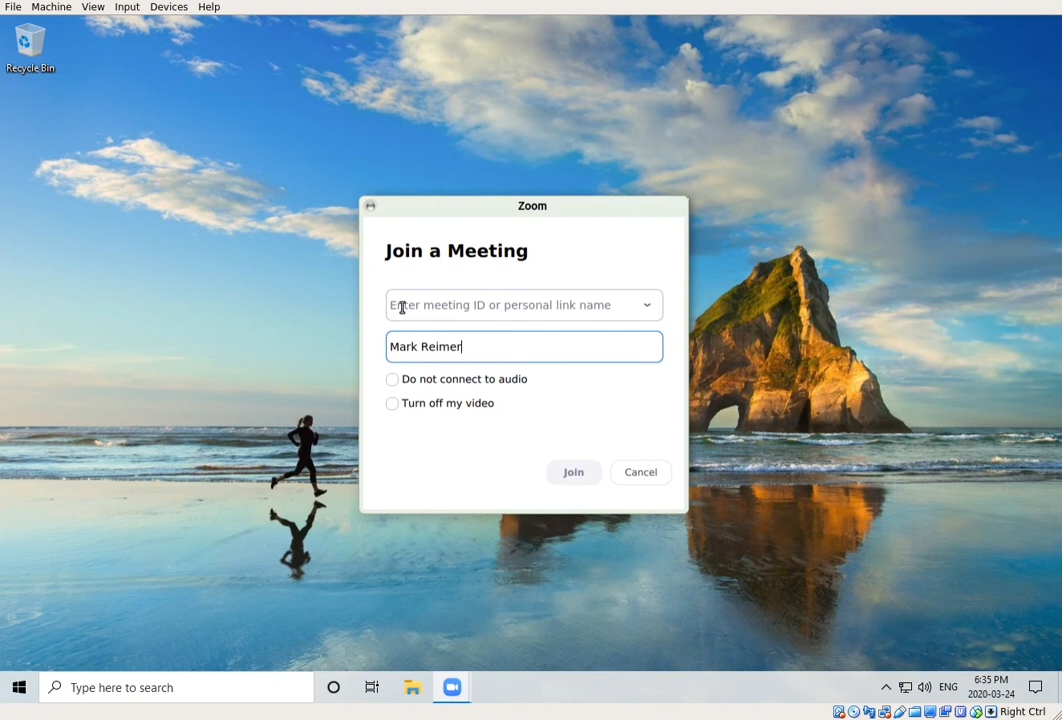 File Machine View Input Devices Help
Recycle Bin
Zoom
Join a Meeting
Enter meeting ID or personal link name
Mark Reimer
Do not connect to audio
Turn off my video
Join Cancel
Type here to search
ENG
6:35 PM
2020-03-24
Right Ctrl